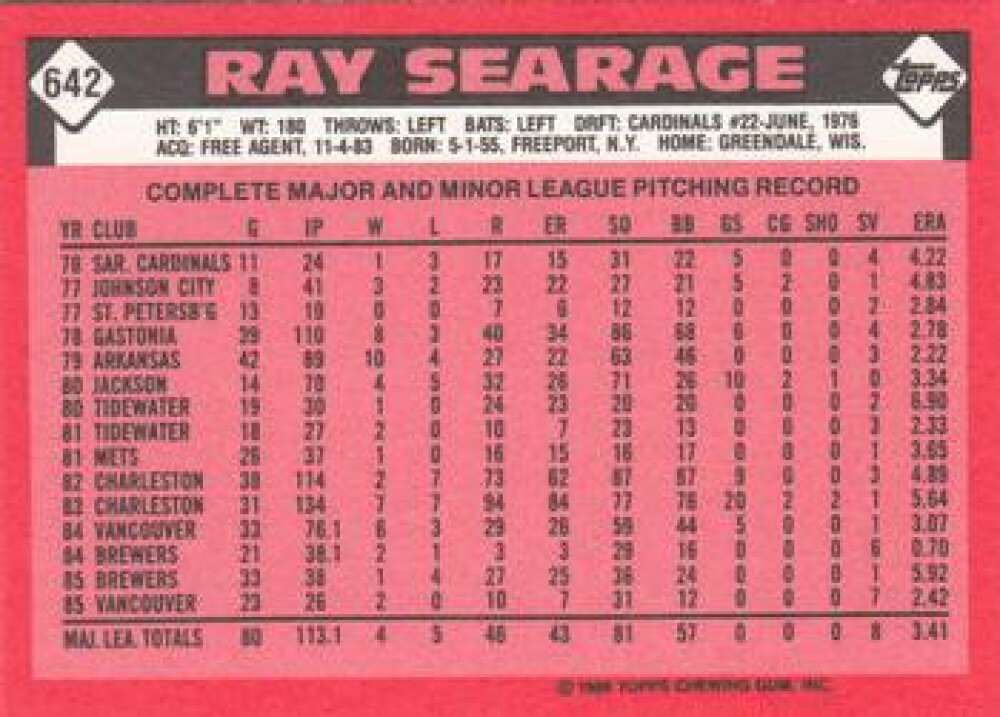 642 RAY SEARAGE TOPPS
HT: 6'1" WT: 180 THROWS: LEFT BATS: LEFT DRFT: CARDINALS #22-JUNE, 1976
ACQ: FREE AGENT, 11-4-83 BORN: 5-1-55, FREEPORT, N.Y. HOME: GREENDALE, WIS.
COMPLETE MAJOR AND MINOR LEAGUE PITCHING RECORD
YR CLUB G IP W L R ER SO BB GS CG SHO SV ERA
76 SAR. CARDINALS 11 24 1 3 17 15 31 22 5 0 0 4 4.22
77 JOHNSON CITY 8 41 3 2 23 22 27 21 5 2 0 1 4.83
77 ST. PETERSB'G 13 19 0 0 7 6 12 12 0 0 0 2 2.84
78 GASTONIA 39 110 8 3 40 34 86 68 6 0 0 4 2.78
79 ARKANSAS 42 89 10 4 27 22 63 46 0 0 0 3 2.22
80 JACKSON 14 70 4 5 32 26 71 26 10 2 1 0 3.34
80 TIDEWATER 19 30 1 0 24 23 20 20 0 0 0 2 6.90
81 TIDEWATER 18 27 2 0 10 7 23 13 0 0 0 3 2.33
81 METS 26 37 1 0 16 15 16 17 0 0 0 1 3.65
82 CHARLESTON 38 114 2 7 73 62 87 67 9 0 0 3 4.89
83 CHARLESTON 31 134 7 7 94 84 77 76 20 2 2 1 5.64
84 VANCOUVER 33 76.1 6 3 29 26 59 44 5 0 0 1 3.07
84 BREWERS 21 38.1 2 1 3 3 29 16 0 0 0 6 0.70
85 BREWERS 33 38 1 4 27 25 36 24 0 0 0 1 5.92
85 VANCOUVER 23 26 2 0 10 7 31 12 0 0 0 7 2.42
MAJ. LEA. TOTALS 80 113.1 4 5 46 43 81 57 0 0 0 8 3.41
© 1986 TOPPS CHEWING GUM, INC.